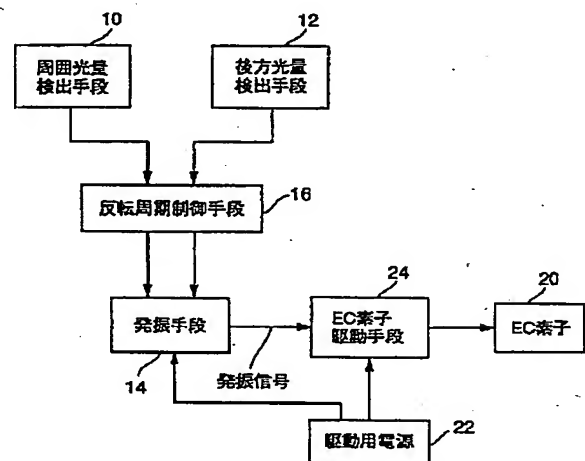 10
12
周囲光量
検出手段
後方光量
検出手段
反転周期制御手段
16
24
20
発振手段
EC素子
駆動手段
EC素子
14
発振信号
駆動用電源
22